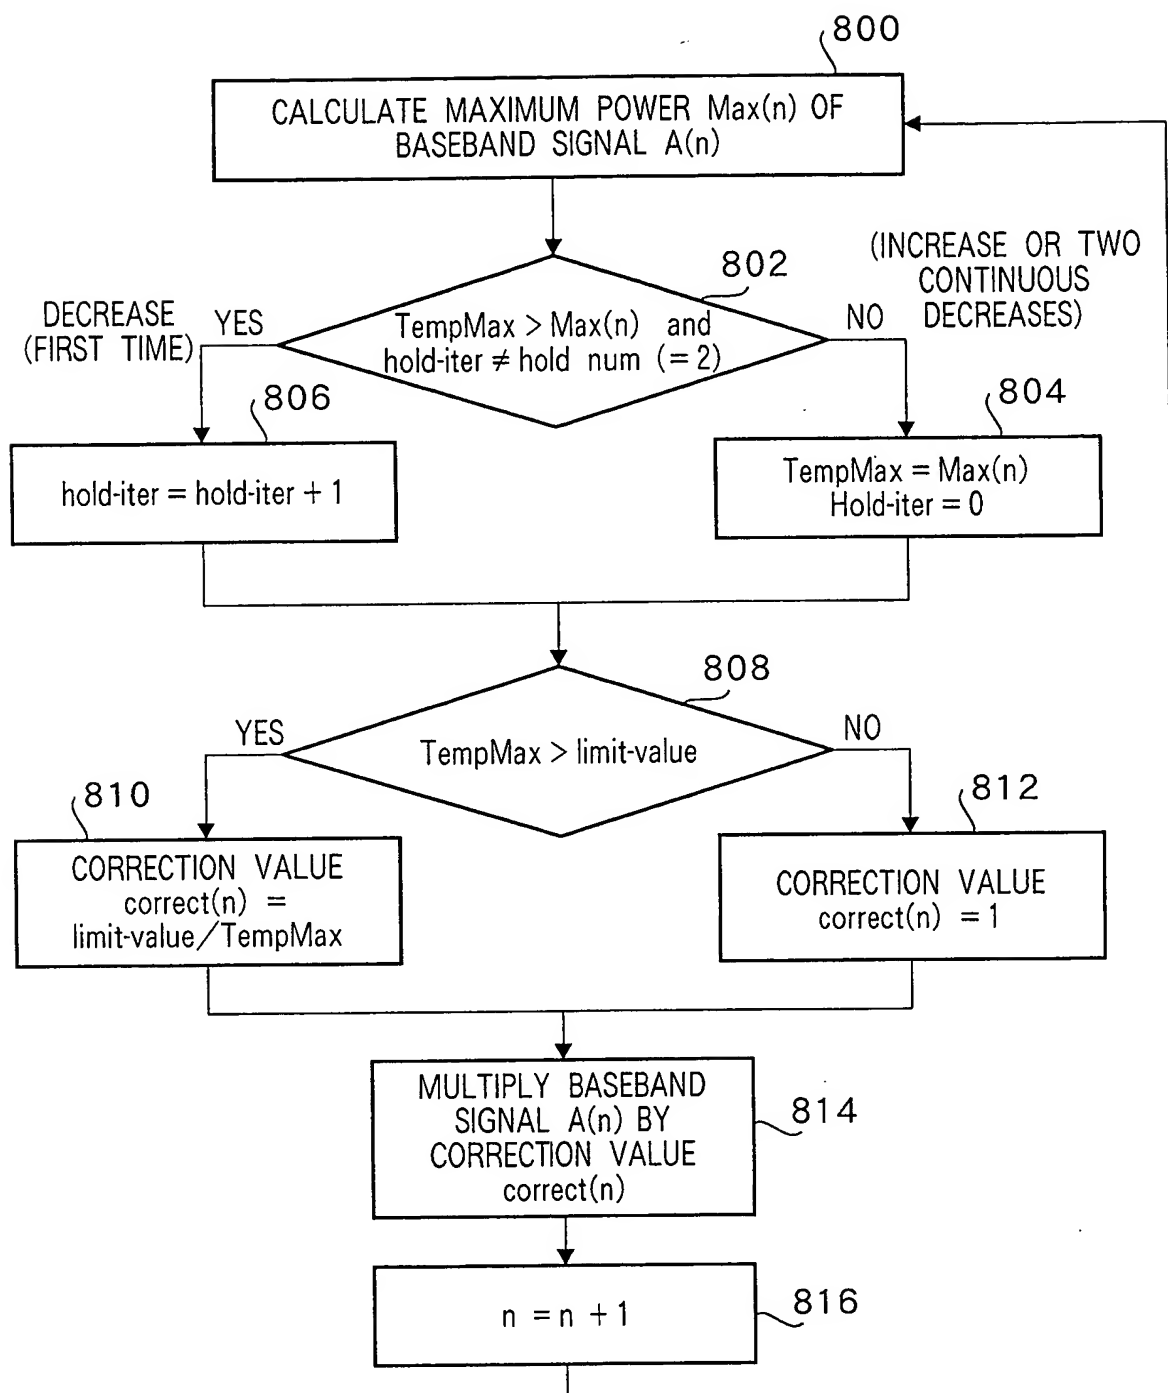 800
CALCULATE MAXIMUM POWER Max(n) OF
BASEBAND SIGNAL A(n)
802
(INCREASE OR TWO
CONTINUOUS
DECREASES)
DECREASE
(FIRST TIME)
YES
TempMax > Max(n) and
hold-iter ≠ hold num (= 2)
NO
806
hold-iter = hold-iter + 1
804
TempMax = Max(n)
Hold-iter = 0
808
YES
TempMax > limit-value
NO
810
CORRECTION VALUE
correct(n) =
limit-value/TempMax
812
CORRECTION VALUE
correct(n) = 1
MULTIPLY BASEBAND
SIGNAL A(n) BY
CORRECTION VALUE
correct(n)
814
n = n + 1
816